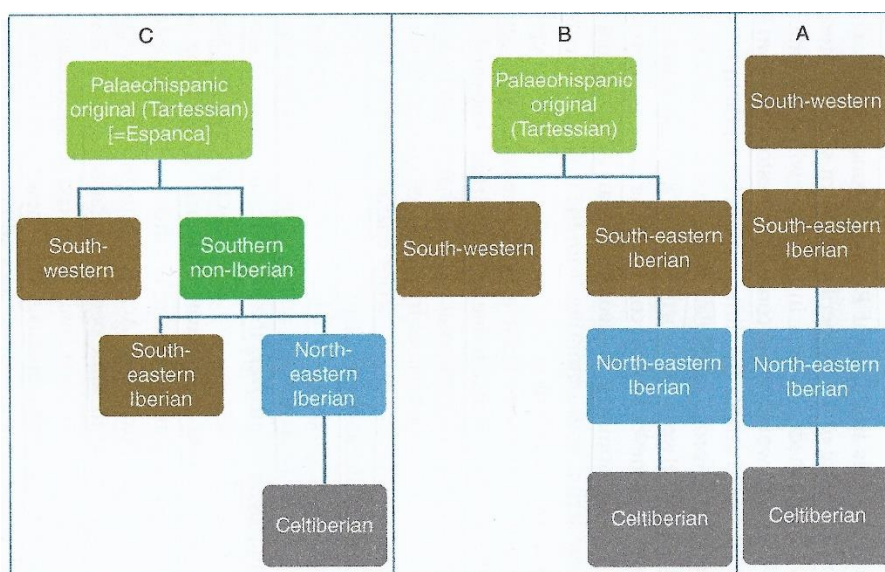 C
Palaeohispanic
original (Tartessian)
[=Espanca]
South-
western
Southern
non-Iberian
South-
eastern
Iberian
North-
eastern
Iberian
Celtiberian
B
Palaeohispanic
original
(Tartessian)
South-western
South-eastern
Iberian
North-eastern
Iberian
Celtiberian
A
South-western
South-eastern
Iberian
North-eastern
Iberian
Celtiberian